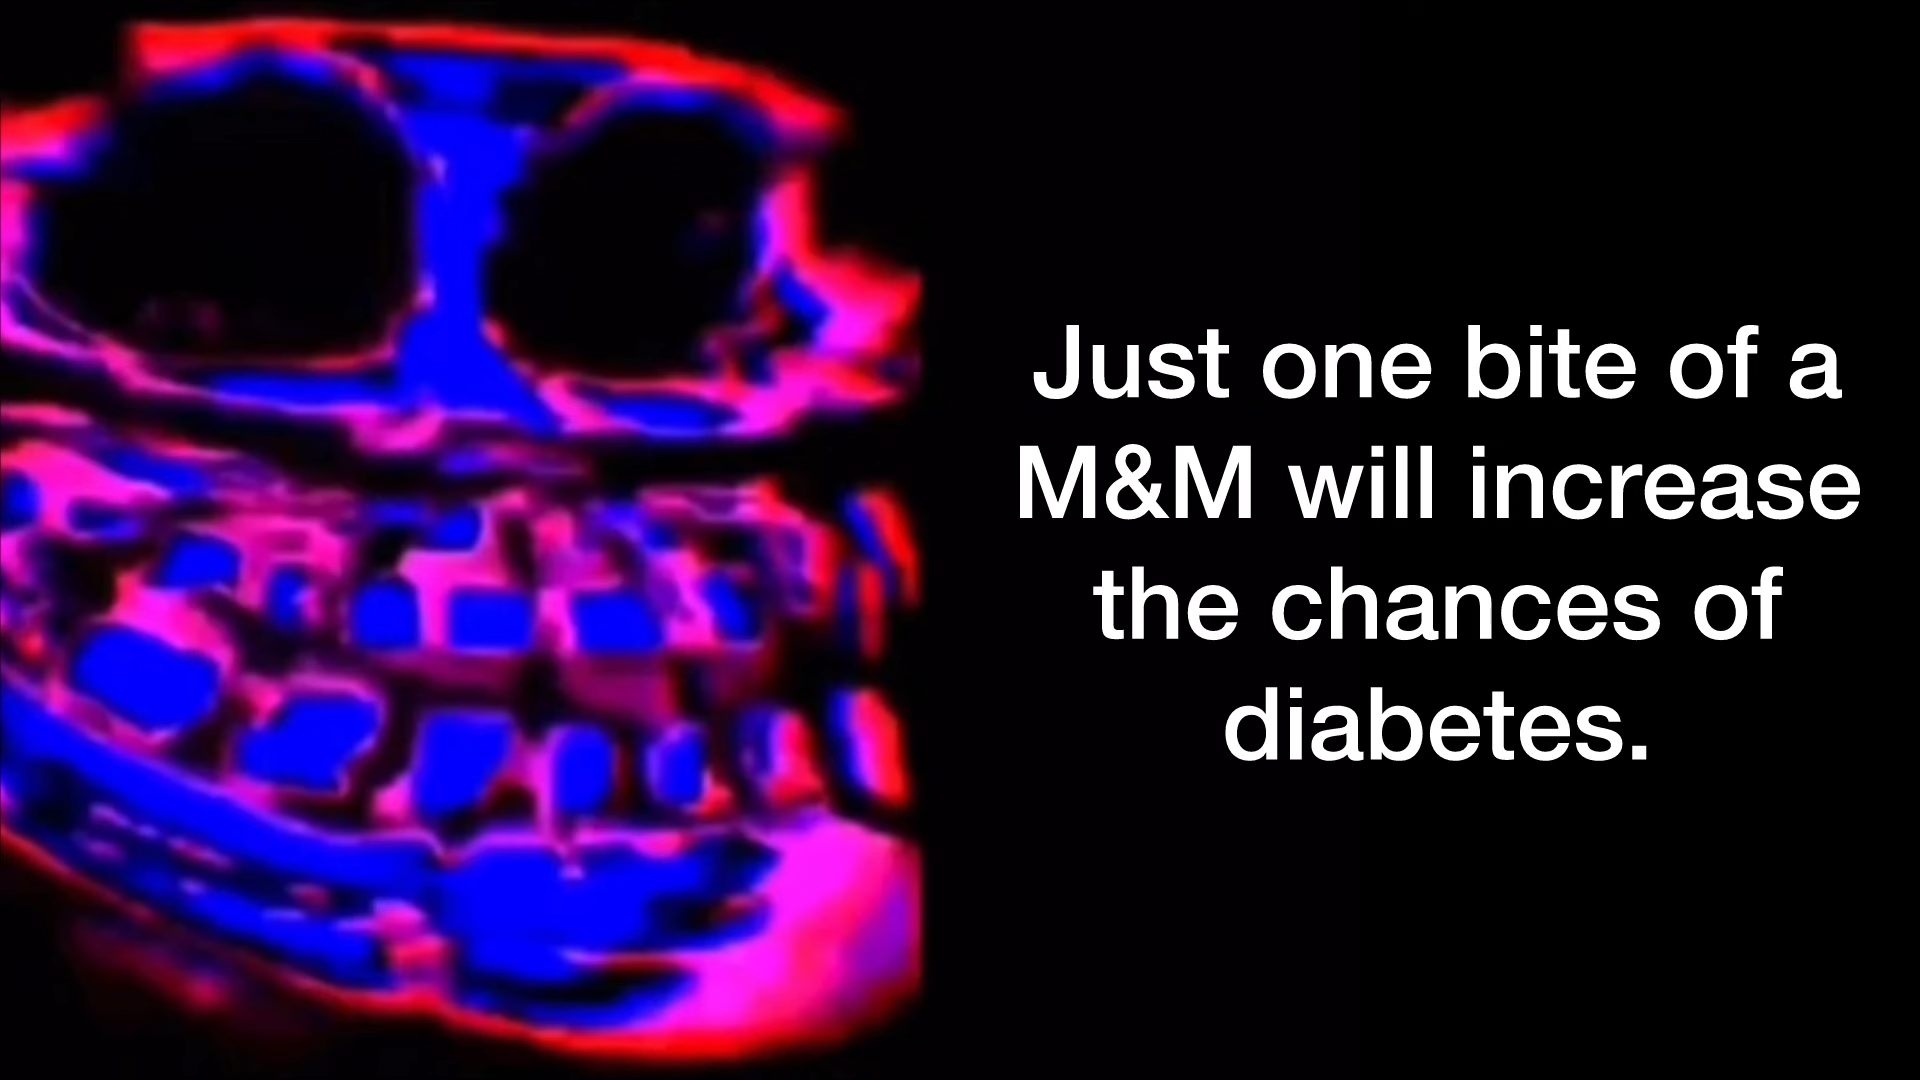 Just one bite of a
M&M will increase
the chances of
diabetes.